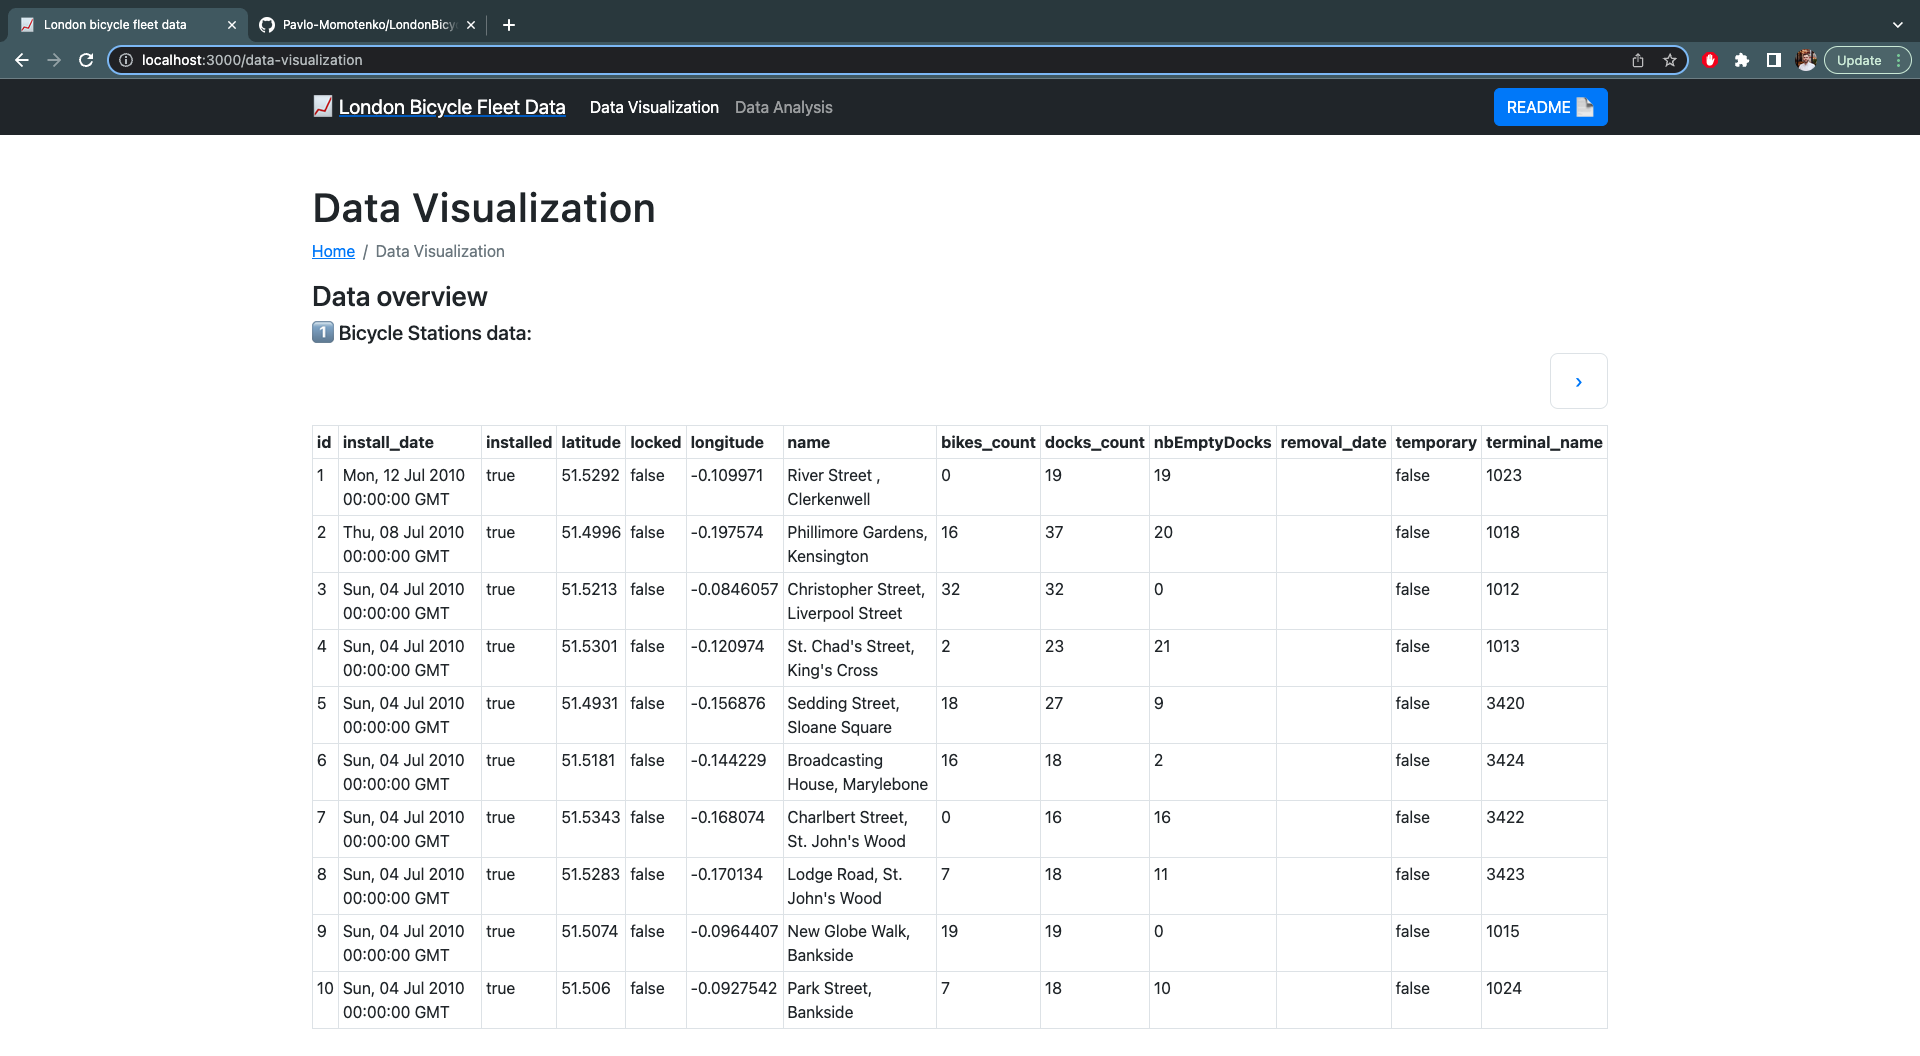 London bicycle fleet data
Pavlo-Momotenko/LondonBicy
localhost:3000/data-visualization
Update
London Bicycle Fleet Data Data Visualization Data Analysis README
Data Visualization
Home / Data Visualization
Data overview
1 Bicycle Stations data:
›
id install_date installed latitude locked longitude name bikes_count docks_count nbEmptyDocks removal_date temporary terminal_name
1 Mon, 12 Jul 2010 true 51.5292 false -0.109971 River Street , 0 19 19 false 1023
00:00:00 GMT Clerkenwell
2 Thu, 08 Jul 2010 true 51.4996 false -0.197574 Phillimore Gardens, 16 37 20 false 1018
00:00:00 GMT Kensington
3 Sun, 04 Jul 2010 true 51.5213 false -0.0846057 Christopher Street, 32 32 0 false 1012
00:00:00 GMT Liverpool Street
4 Sun, 04 Jul 2010 true 51.5301 false -0.120974 St. Chad's Street, 2 23 21 false 1013
00:00:00 GMT King's Cross
5 Sun, 04 Jul 2010 true 51.4931 false -0.156876 Sedding Street, 18 27 9 false 3420
00:00:00 GMT Sloane Square
6 Sun, 04 Jul 2010 true 51.5181 false -0.144229 Broadcasting 16 18 2 false 3424
00:00:00 GMT House, Marylebone
7 Sun, 04 Jul 2010 true 51.5343 false -0.168074 Charlbert Street, 0 16 16 false 3422
00:00:00 GMT St. John's Wood
8 Sun, 04 Jul 2010 true 51.5283 false -0.170134 Lodge Road, St. 7 18 11 false 3423
00:00:00 GMT John's Wood
9 Sun, 04 Jul 2010 true 51.5074 false -0.0964407 New Globe Walk, 19 19 0 false 1015
00:00:00 GMT Bankside
10 Sun, 04 Jul 2010 true 51.506 false -0.0927542 Park Street, 7 18 10 false 1024
00:00:00 GMT Bankside